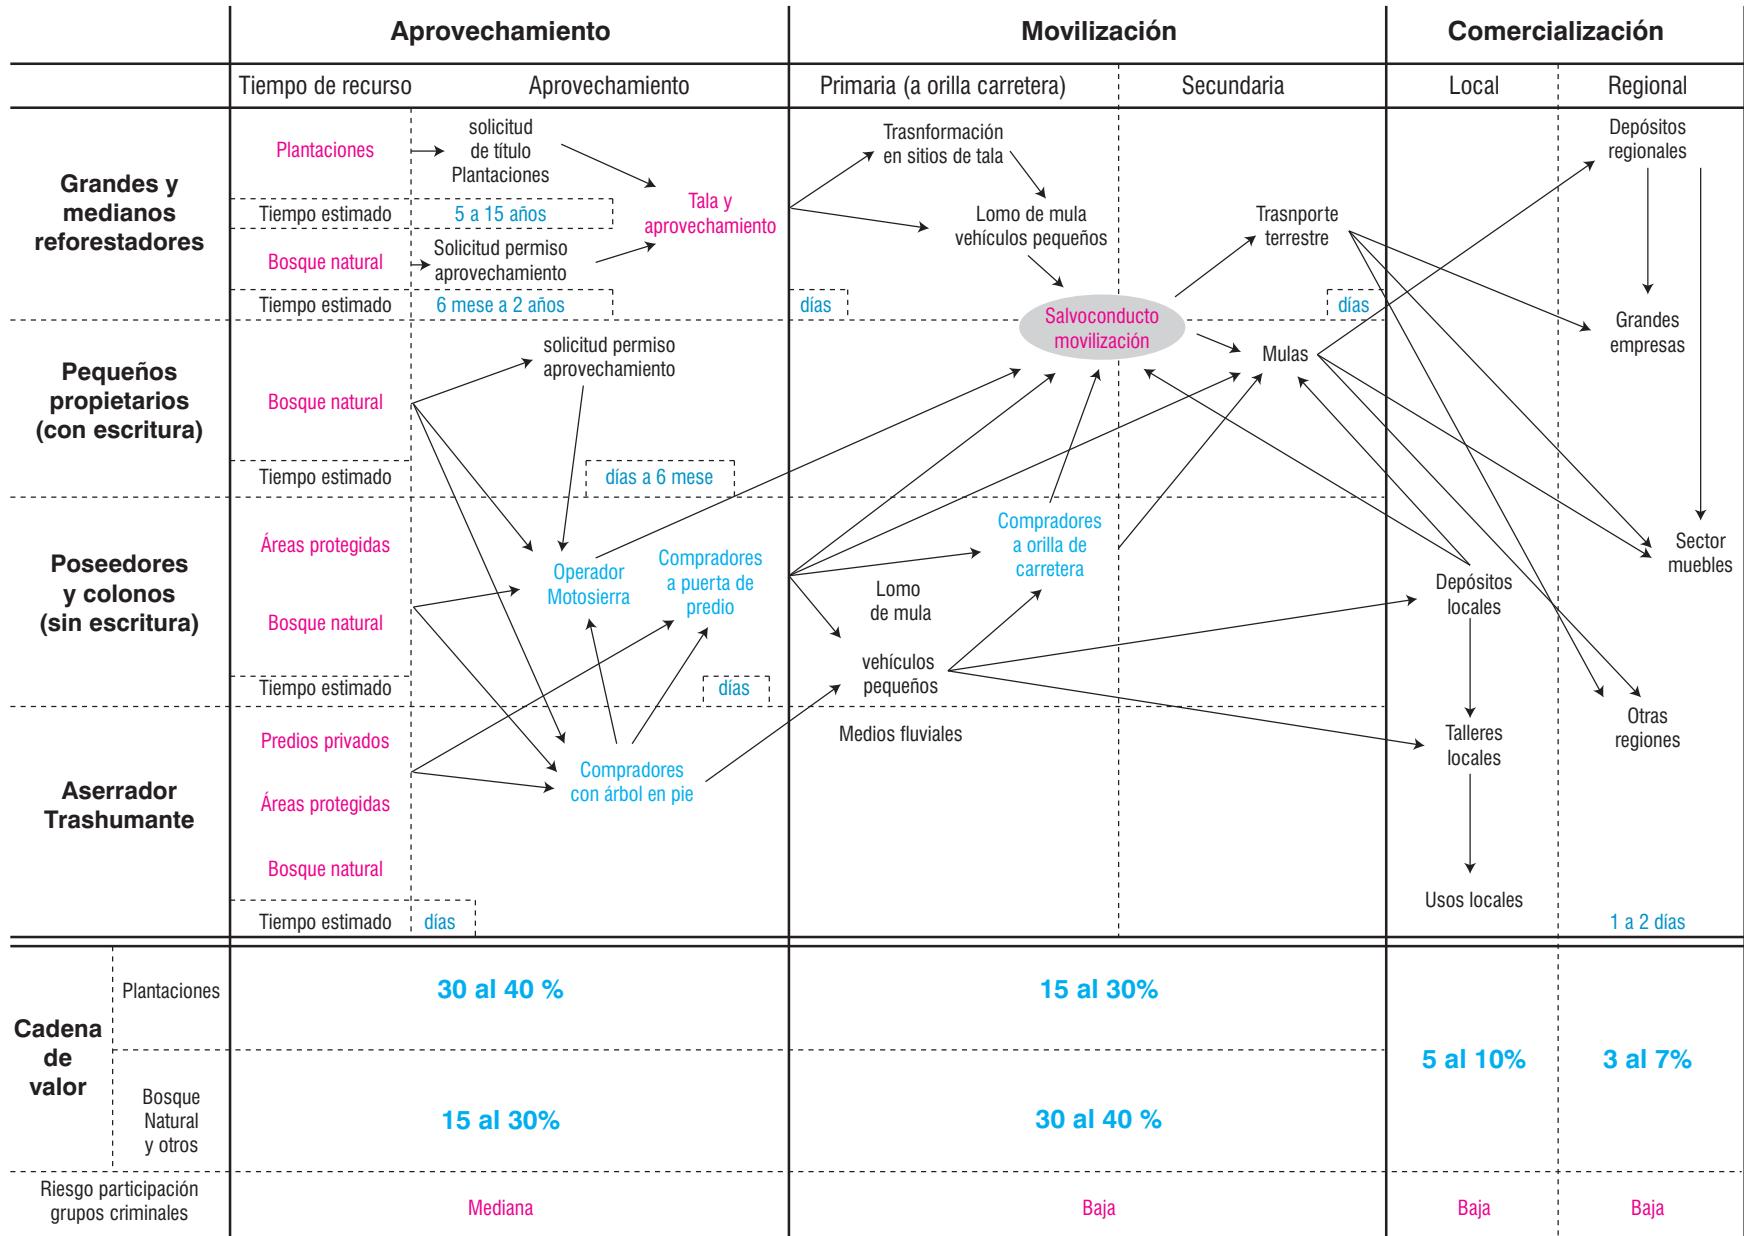 Aprovechamiento
Movilización
Comercialización
Tiempo de recurso
Aprovechamiento
Primaria (a orilla carretera)
Secundaria
Local
Regional
Grandes y
medianos
reforestadores
Plantaciones
solicitud
de título
Plantaciones
Tiempo estimado
5 a 15 años
Bosque natural
Solicitud permiso
aprovechamiento
Tiempo estimado
6 mese a 2 años
Tala y
aprovechamiento
Trasnformación
en sitios de tala
Lomo de mula
vehículos pequeños
días
Salvoconducto
movilización
Trasnporte
terrestre
días
Depósitos
regionales
Grandes
empresas
Pequeños
propietarios
(con escritura)
Bosque natural
solicitud permiso
aprovechamiento
Tiempo estimado
días a 6 mese
Mulas
Poseedores
y colonos
(sin escritura)
Áreas protegidas
Bosque natural
Tiempo estimado
Operador
Motosierra
Compradores
a puerta de
predio
días
Compradores
a orilla de
carretera
Lomo
de mula
vehículos
pequeños
Depósitos
locales
Sector
muebles
Aserrador
Trashumante
Predios privados
Áreas protegidas
Bosque natural
Tiempo estimado
días
Compradores
con árbol en pie
Medios fluviales
Talleres
locales
Otras
regiones
Usos locales
1 a 2 días
Cadena
de
valor
Plantaciones
30 al 40 %
15 al 30%
Bosque
Natural
y otros
15 al 30%
30 al 40 %
5 al 10%
3 al 7%
Riesgo participación
grupos criminales
Mediana
Baja
Baja
Baja